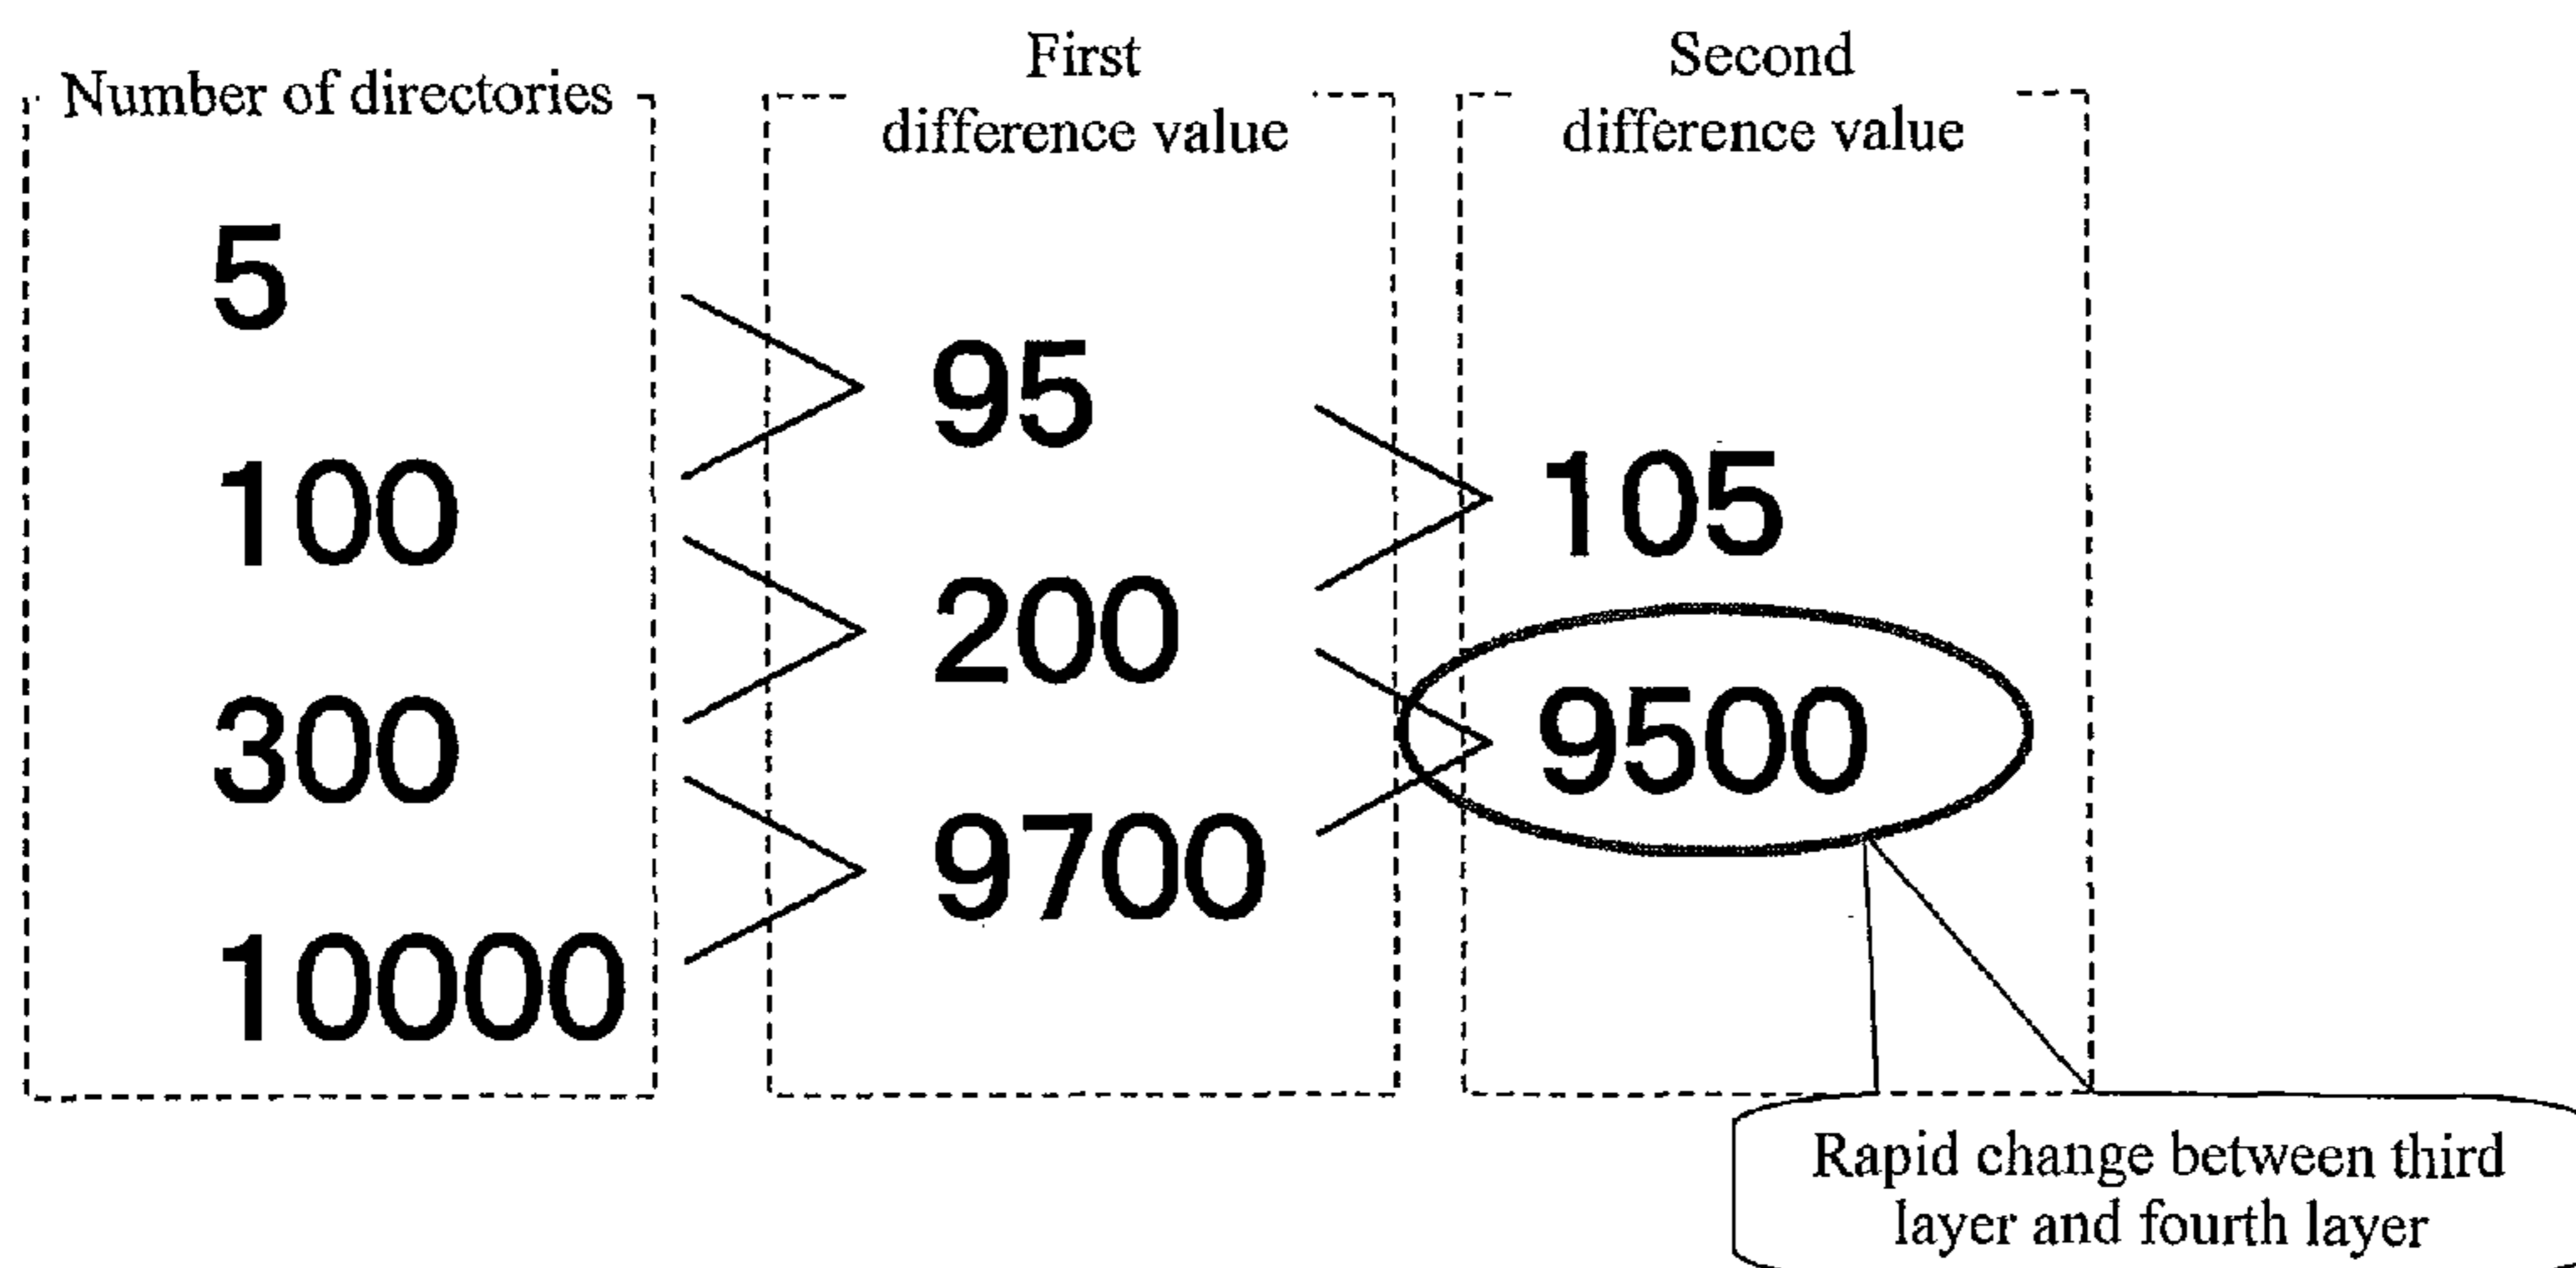 Number of directories
5
100
300
10000
First
difference value
95
200
9700
Second
difference value
105
9500
Rapid change between third
layer and fourth layer